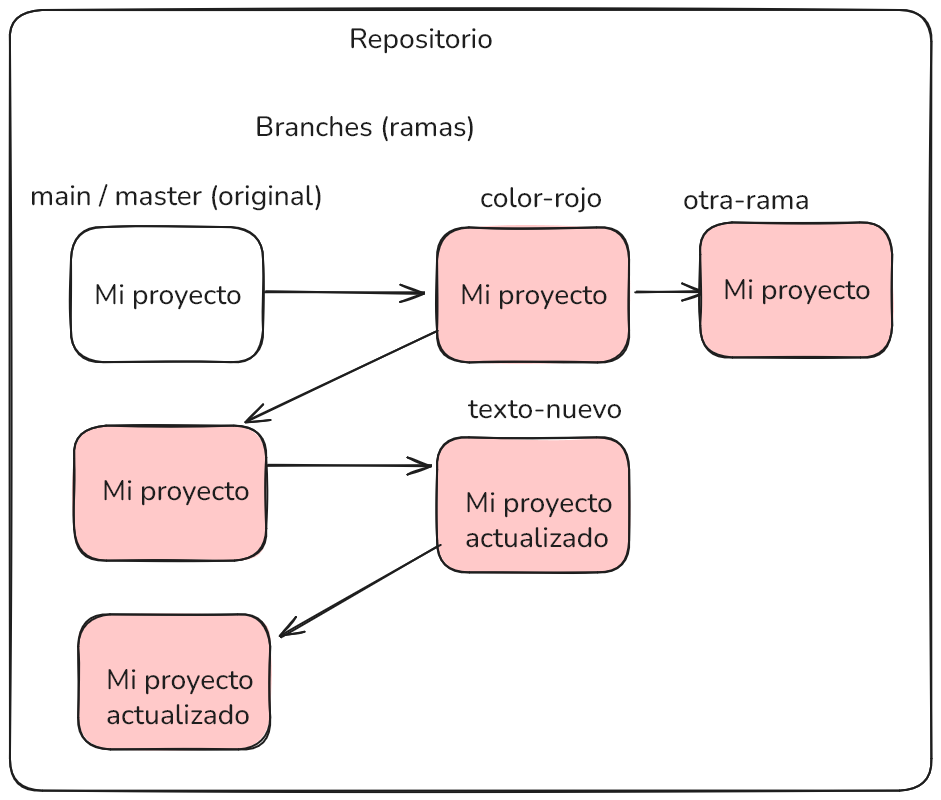 Repositorio
Branches (ramas)
main / master (original)
color-rojo
otra-rama
Mi proyecto
Mi proyecto
Mi proyecto
texto-nuevo
Mi proyecto
Mi proyecto
actualizado
Mi proyecto
actualizado